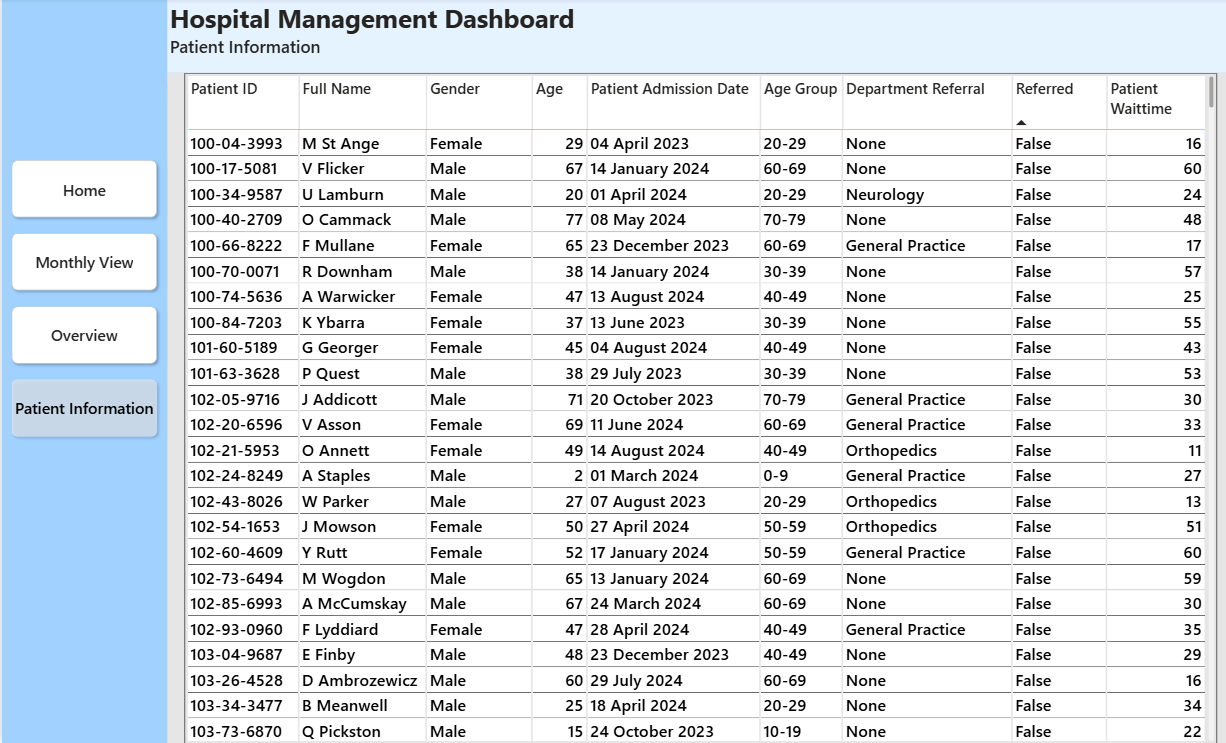 Hospital Management Dashboard
Patient Information
Home
Monthly View
Overview
Patient Information
Patient ID Full Name Gender Age Patient Admission Date Age Group Department Referral Referred Patient Waittime
100-04-3993 M St Ange Female 29 04 April 2023 20-29 None False 16
100-17-5081 V Flicker Male 67 14 January 2024 60-69 None False 60
100-34-9587 U Lamburn Male 20 01 April 2024 20-29 Neurology False 24
100-40-2709 O Cammack Male 77 08 May 2024 70-79 None False 48
100-66-8222 F Mullane Female 65 23 December 2023 60-69 General Practice False 17
100-70-0071 R Downham Male 38 14 January 2024 30-39 None False 57
100-74-5636 A Warwicker Female 47 13 August 2024 40-49 None False 25
100-84-7203 K Ybarra Female 37 13 June 2023 30-39 None False 55
101-60-5189 G Georger Female 45 04 August 2024 40-49 None False 43
101-63-3628 P Quest Male 38 29 July 2023 30-39 None False 53
102-05-9716 J Addicott Male 71 20 October 2023 70-79 General Practice False 30
102-20-6596 V Asson Female 69 11 June 2024 60-69 General Practice False 33
102-21-5953 O Annett Female 49 14 August 2024 40-49 Orthopedics False 11
102-24-8249 A Staples Male 2 01 March 2024 0-9 General Practice False 27
102-43-8026 W Parker Male 27 07 August 2023 20-29 Orthopedics False 13
102-54-1653 J Mowson Female 50 27 April 2024 50-59 Orthopedics False 51
102-60-4609 Y Rutt Female 52 17 January 2024 50-59 General Practice False 60
102-73-6494 M Wogdon Male 65 13 January 2024 60-69 None False 59
102-85-6993 A McCumskay Male 67 24 March 2024 60-69 None False 30
102-93-0960 F Lyddiard Female 47 28 April 2024 40-49 General Practice False 35
103-04-9687 E Finby Male 48 23 December 2023 40-49 None False 29
103-26-4528 D Ambrozewicz Male 60 29 July 2024 60-69 None False 16
103-34-3477 B Meanwell Male 25 18 April 2024 20-29 None False 34
103-73-6870 Q Pickston Male 15 24 October 2023 10-19 None False 22